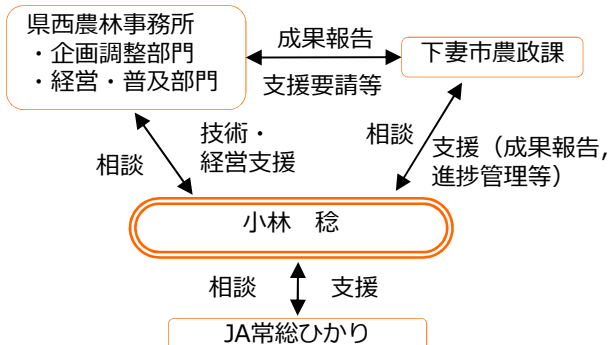 県西農林事務所
・企画調整部門
・経営・普及部門
成果報告
支援要請等
下妻市農政課
相談
技術・
経営支援
相談
支援（成果報告,
進捗管理等）
小林　稔
相談
支援
JA常総ひかり